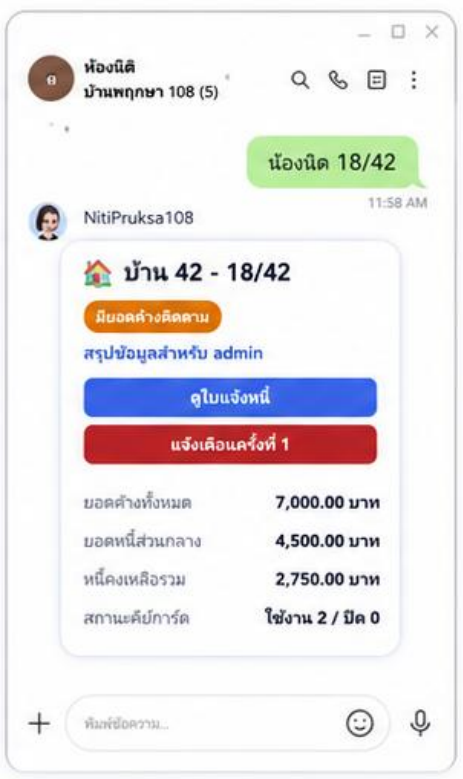 ห้องนิติ
บ้านพฤกษา 108 (5)
น้องนิด 18/42
11:58 AM
NitiPruksa108
บ้าน 42 - 18/42
มียอดค้างติดตาม
สรุปข้อมูลสำหรับ admin
ดูใบแจ้งหนี้
แจ้งเตือนครั้งที่ 1
ยอดค้างทั้งหมด 7,000.00 บาท
ยอดหนี้ส่วนกลาง 4,500.00 บาท
หนี้คงเหลือรวม 2,750.00 บาท
สถานะคีย์การ์ด ใช้งาน 2 / ปิด 0
พิมพ์ข้อความ...